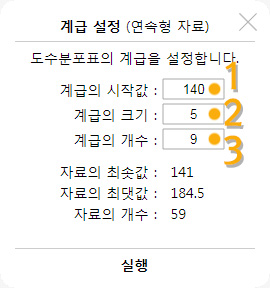 계급 설정 (연속형 자료)
도수분포표의 계급을 설정합니다.
계급의 시작값 : 140 1
계급의 크기 : 5 2
계급의 개수 : 9 3
자료의 최솟값 : 141
자료의 최댓값 : 184.5
자료의 개수 : 59
실행